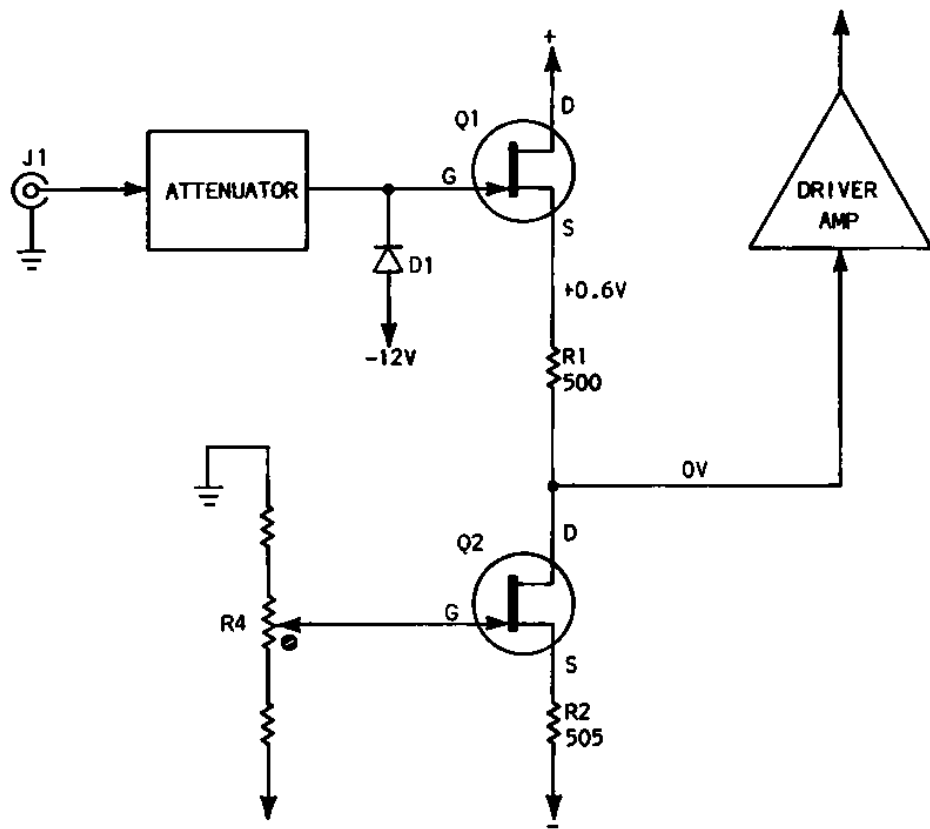 +
D
Q1
J1
ATTENUATOR
G
DRIVER
AMP
S
D1
+0.6V
-12V
R1
500
0V
D
Q2
G
R4
S
R2
505
-